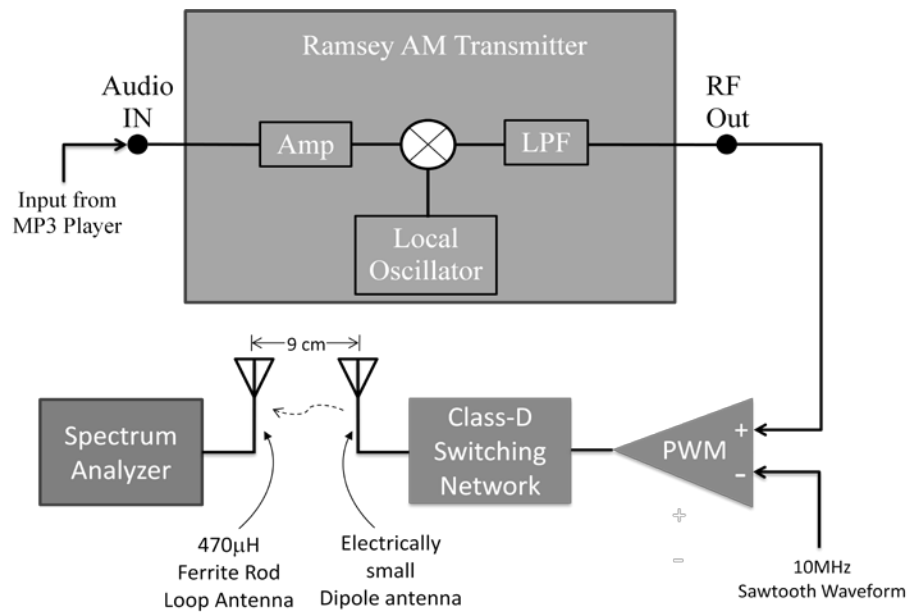 Ramsey AM Transmitter
Audio
IN
RF
Out
Amp
LPF
Input from
MP3 Player
Local
Oscillator
9 cm
Spectrum
Analyzer
Class-D
Switching
Network
+
PWM
-
+
-
470μH
Ferrite Rod
Loop Antenna
Electrically
small
Dipole antenna
10MHz
Sawtooth Waveform